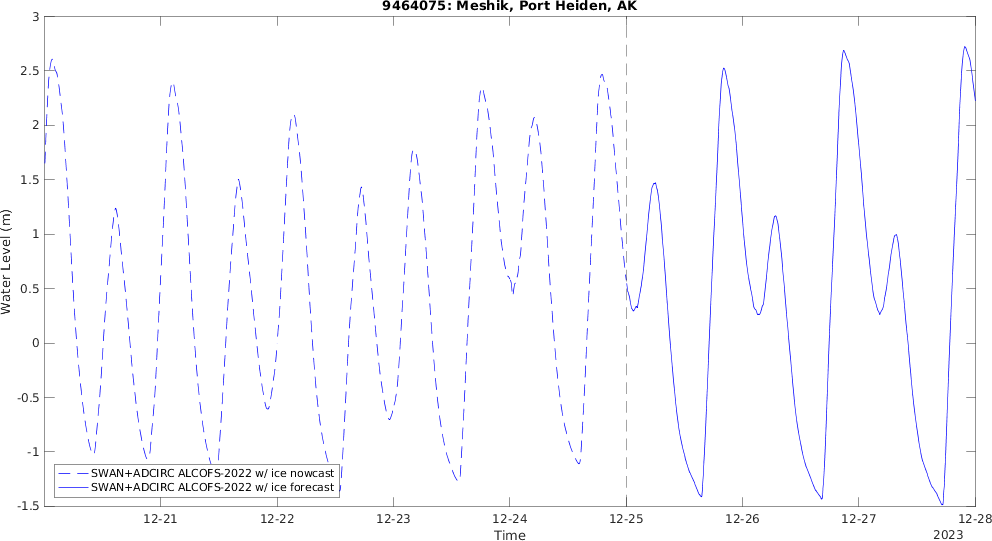 9464075: Meshik, Port Heiden, AK
3
2.5
2
1.5
1
0.5
0
-0.5
-1
-1.5
Water Level (m)
SWAN+ADCIRC ALCOFS-2022 w/ ice nowcast
SWAN+ADCIRC ALCOFS-2022 w/ ice forecast
12-21 12-22 12-23 12-24 12-25 12-26 12-27 12-28
Time
2023